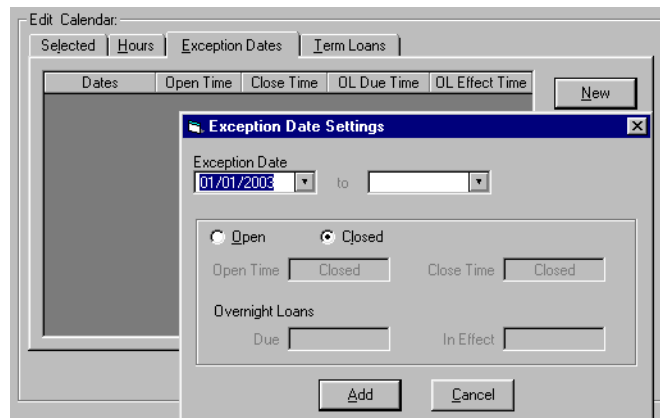 Edit Calendar:
Selected Hours Exception Dates Term Loans
Dates Open Time Close Time OL Due Time OL Effect Time
New
Exception Date Settings
Exception Date
01/01/2003 to
Open Closed
Open Time Closed Close Time Closed
Overnight Loans
Due In Effect
Add Cancel